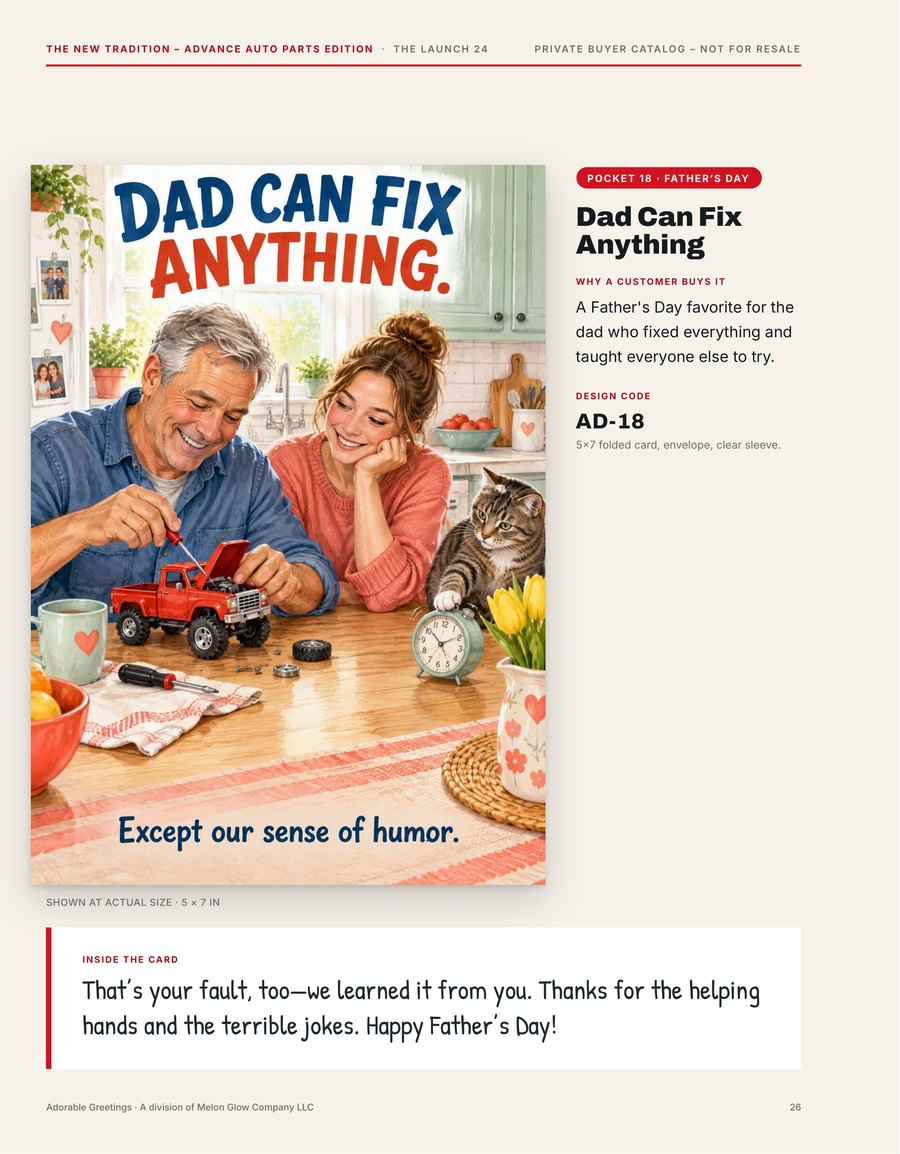 THE NEW TRADITION – ADVANCE AUTO PARTS EDITION · THE LAUNCH 24
PRIVATE BUYER CATALOG – NOT FOR RESALE
DAD CAN FIX
ANYTHING.
Except our sense of humor.
POCKET 18 · FATHER'S DAY
Dad Can Fix
Anything
WHY A CUSTOMER BUYS IT
A Father's Day favorite for the
dad who fixed everything and
taught everyone else to try.
DESIGN CODE
AD-18
5×7 folded card, envelope, clear sleeve.
SHOWN AT ACTUAL SIZE · 5 × 7 IN
INSIDE THE CARD
That's your fault, too—we learned it from you. Thanks for the helping
hands and the terrible jokes. Happy Father's Day!
Adorable Greetings · A division of Melon Glow Company LLC
26